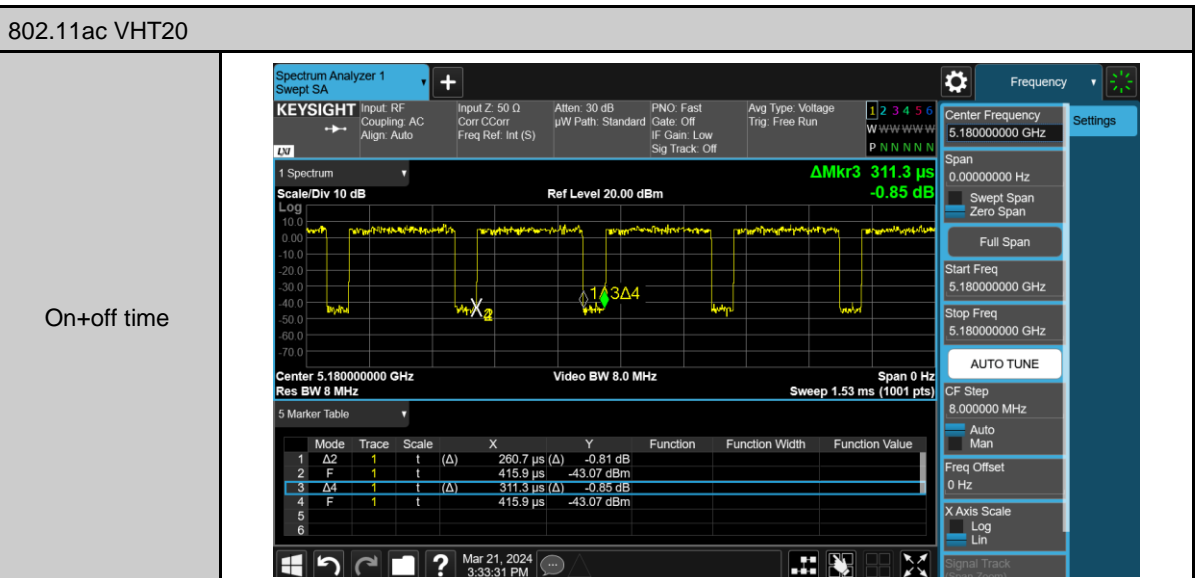 802.11ac VHT20
On+off time
Spectrum Analyzer 1
Swept SA
Frequency
KEYSIGHT
Input: RF
Coupling: AC
Align: Auto
Input Z: 50 Ω
Corr CCorr
Freq Ref: Int (S)
Atten: 30 dB
µW Path: Standard
PNO: Fast
Gate: Off
IF Gain: Low
Sig Track: Off
Avg Type: Voltage
Trig: Free Run
1 2 3 4 5 6
W W W W W W
P N N N N N
LXI
1 Spectrum
ΔMkr3 311.3 µs
-0.85 dB
Scale/Div 10 dB
Ref Level 20.00 dBm
Log
10.0
0.00
-10.0
-20.0
-30.0
-40.0
-50.0
-60.0
-70.0
1Δ3Δ4
Center 5.180000000 GHz
Video BW 8.0 MHz
Span 0 Hz
Res BW 8 MHz
Sweep 1.53 ms (1001 pts)
5 Marker Table
Mode Trace Scale X Y Function Function Width Function Value
1 Δ2 1 t (Δ) 260.7 µs (Δ) -0.81 dB
2 F 1 t 415.9 µs -43.07 dBm
3 Δ4 1 t (Δ) 311.3 µs (Δ) -0.85 dB
4 F 1 t 415.9 µs -43.07 dBm
5
6
Mar 21, 2024
3:33:31 PM
Settings
Center Frequency
5.180000000 GHz
Span
0.00000000 Hz
Swept Span
Zero Span
Full Span
Start Freq
5.180000000 GHz
Stop Freq
5.180000000 GHz
AUTO TUNE
CF Step
8.000000 MHz
Auto
Man
Freq Offset
0 Hz
X Axis Scale
Log
Lin
Signal Track
(Span Zoom)